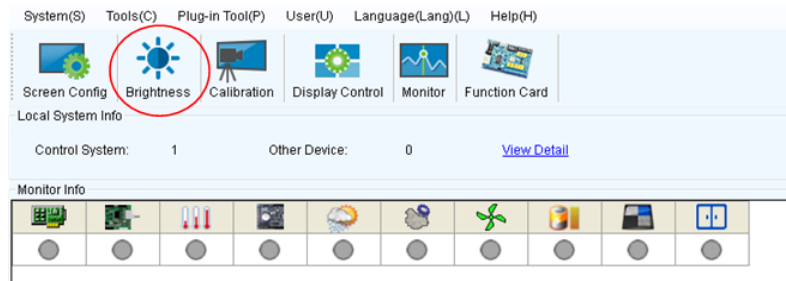 System(S) Tools(C) Plug-in Tool(P) User(U) Language(Lang)(L) Help(H)
Screen Config Brightness Calibration Display Control Monitor Function Card
Local System Info
Control System: 1 Other Device: 0 View Detail
Monitor Info